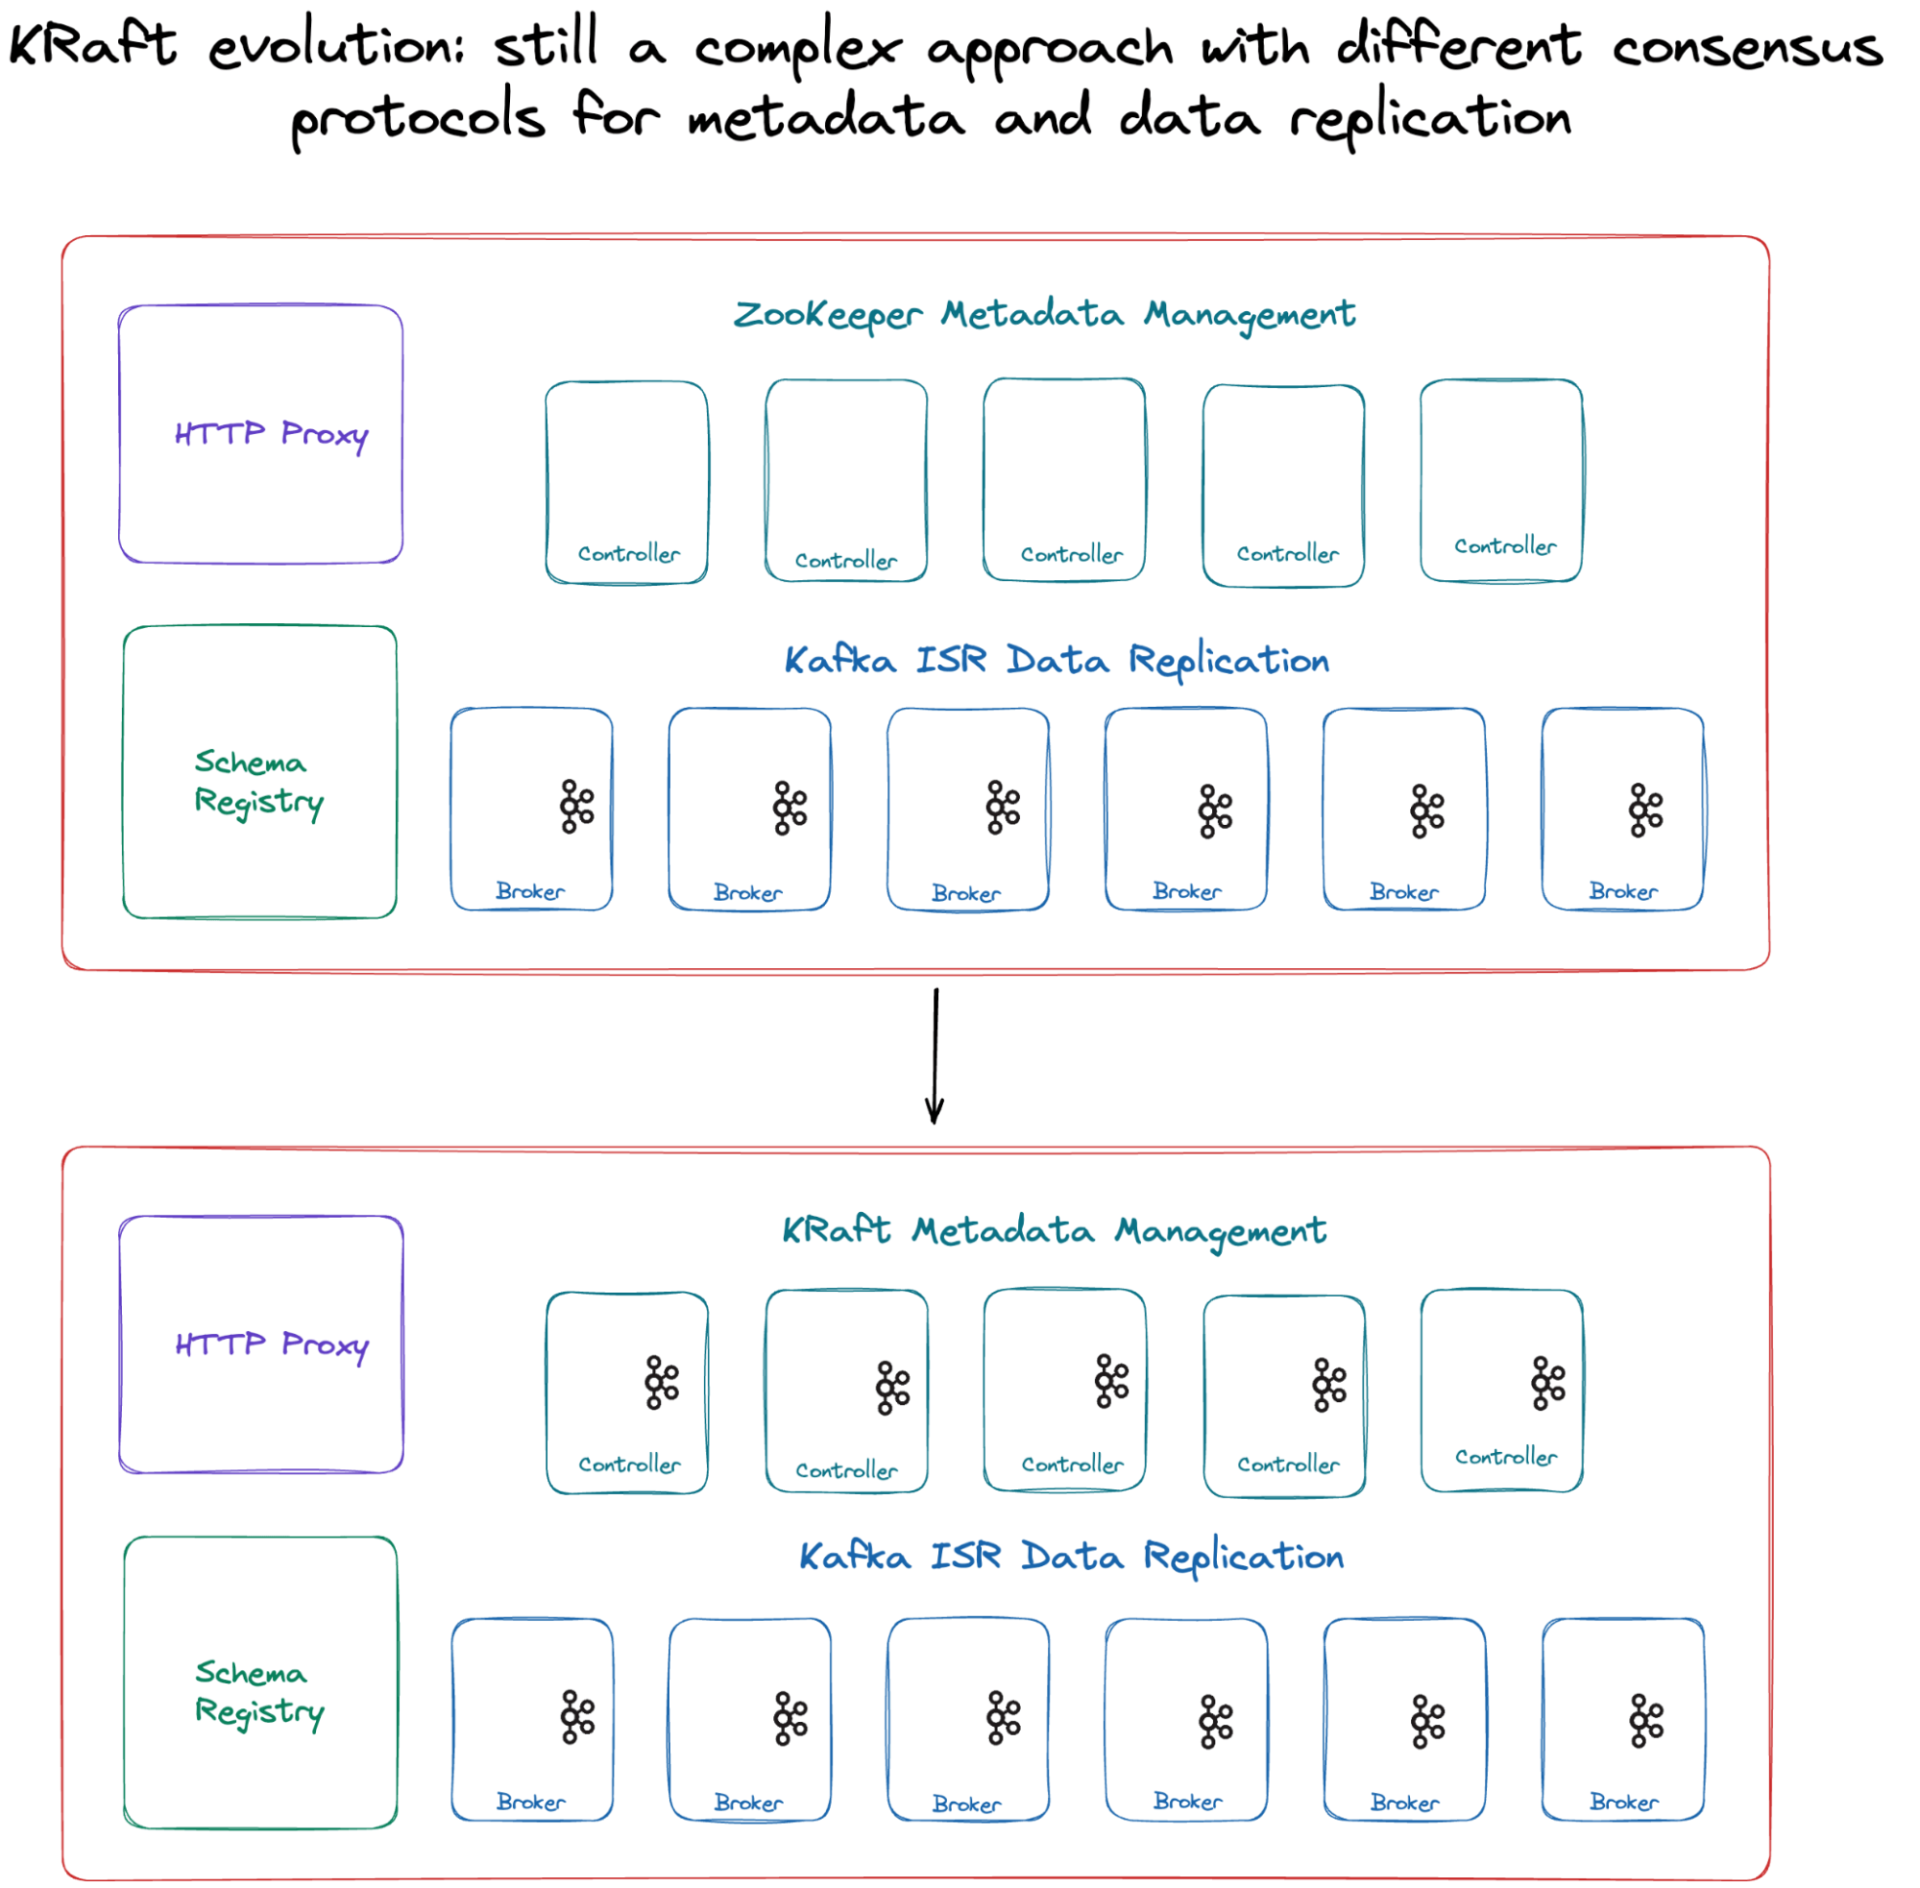 KRaft evolution: still a complex approach with different consensus
protocols for metadata and data replication
ZooKeeper Metadata Management
HTTP Proxy
Controller
Controller
Controller
Controller
Controller
Kafka ISR Data Replication
Schema
Registry
Broker
Broker
Broker
Broker
Broker
Broker
KRaft Metadata Management
HTTP Proxy
Controller
Controller
Controller
Controller
Controller
Kafka ISR Data Replication
Schema
Registry
Broker
Broker
Broker
Broker
Broker
Broker